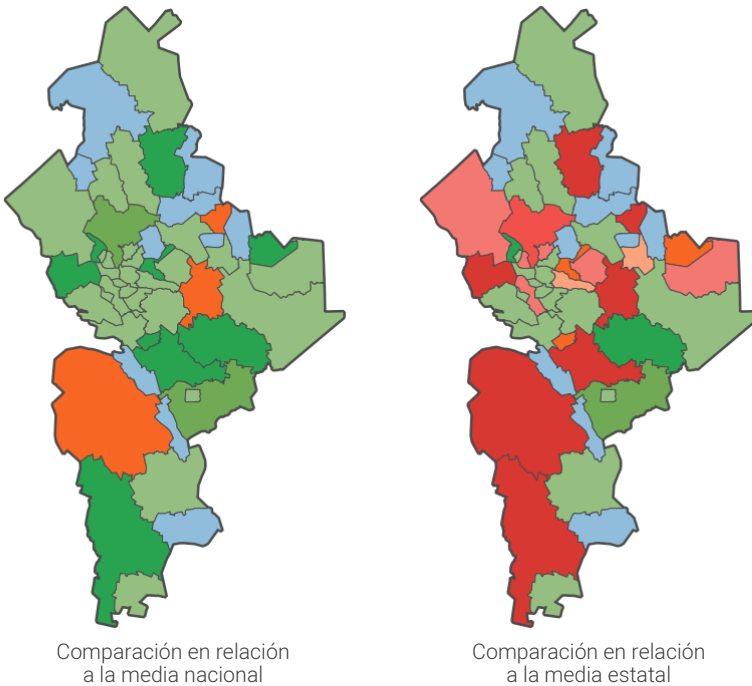 Comparación en relación
a la media nacional
Comparación en relación
a la media estatal